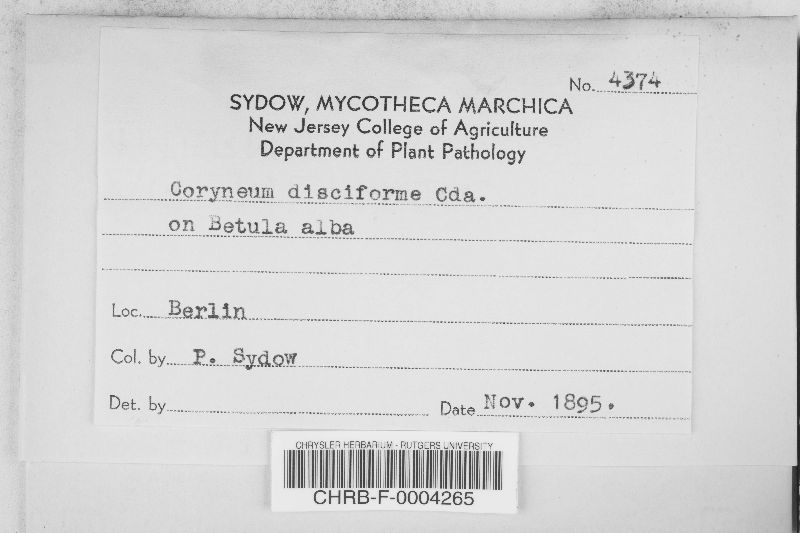 No. 4374
SYDOW, MYCOTHECA MARCHICA
New Jersey College of Agriculture
Department of Plant Pathology
Coryneum disciforme Cda.
on Betula alba
Loc. Berlin
Col. by P. Sydow
Det. by
Date Nov. 1895.
CHRYSLER HERBARIUM - RUTGERS UNIVERSITY
CHRB-F-0004265